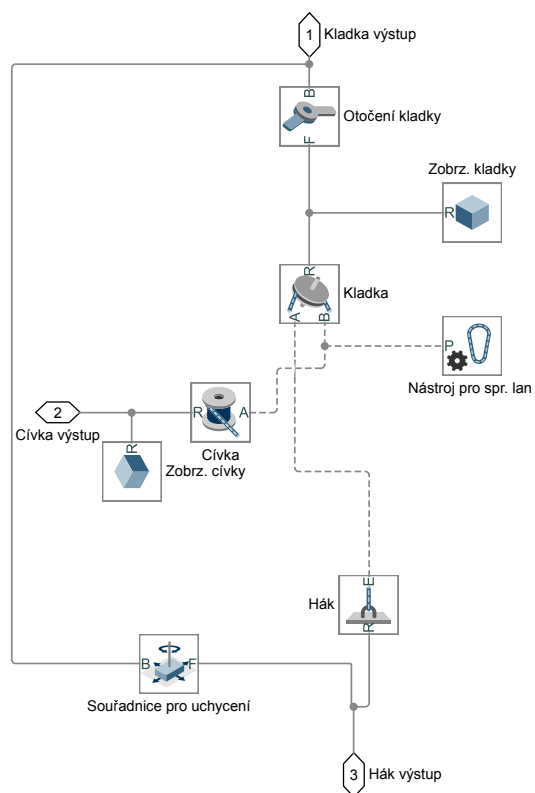 1 Kladka výstup
B
Otočení kladky
F
Zobrz. kladky
R
R
Kladka
A B
P
Nástroj pro spr. lan
2
R A
Cívka výstup
Cívka
R
Zobrz. cívky
E
Hák
R
B F
Souřadnice pro uchycení
3 Hák výstup